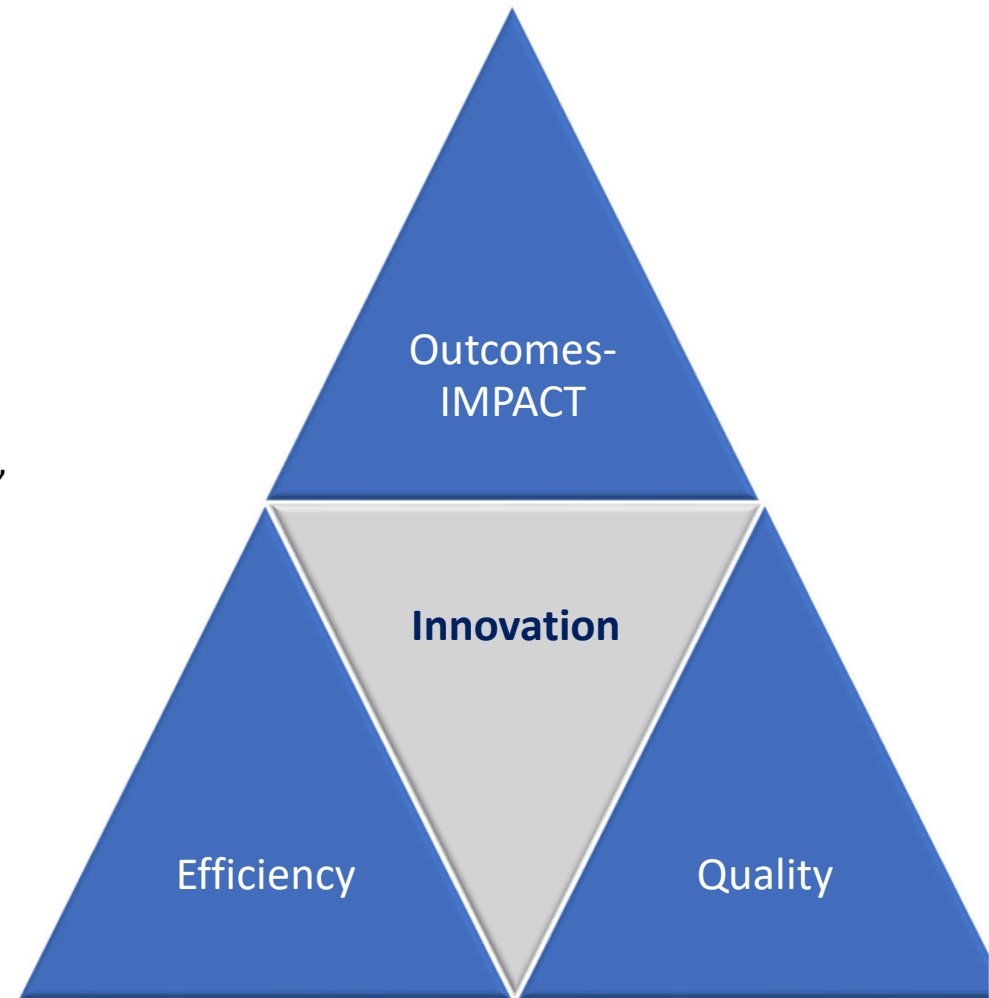 Outcomes-
IMPACT
,
Innovation
Efficiency
Quality